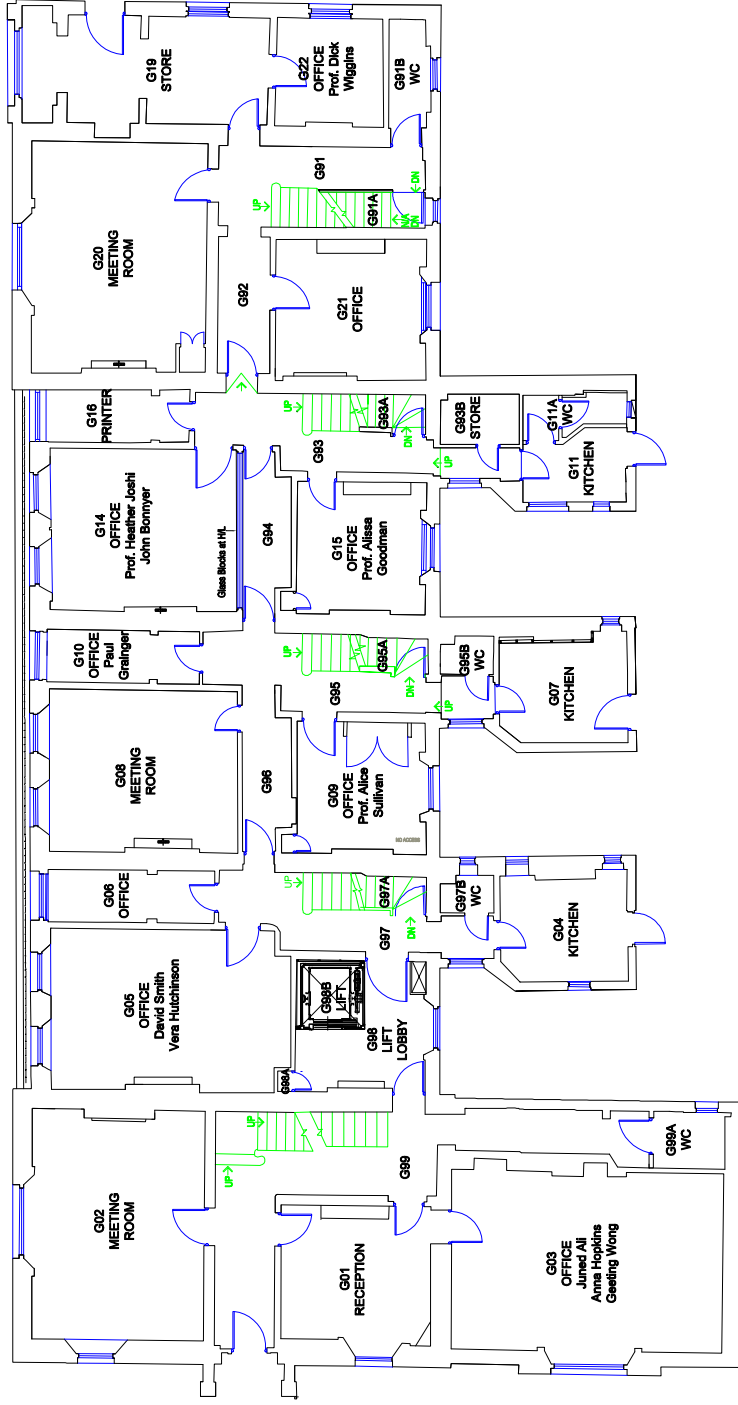 G19
STORE
G22
OFFICE
Prof. Dick
Wiggins
G91B
WC
G20
MEETING
ROOM
G91
UP
G91A
DN
DN
G92
G21
OFFICE
G16
PRINTER
UP
G93A
G93
DN
G93B
STORE
G11A
WC
UP
G11
KITCHEN
G14
OFFICE
Prof. Heather Joshi
John Bonnyer
Glass Blocks at H/L
G94
G15
OFFICE
Prof. Alissa
Goodman
G10
OFFICE
Paul
Grainger
UP
G95A
G95
DN
G95B
WC
UP
G07
KITCHEN
G08
MEETING
ROOM
G96
G09
OFFICE
Prof. Alice
Sullivan
NO ACCESS
G06
OFFICE
UP
G97A
G97
DN
G97B
WC
G04
KITCHEN
G05
OFFICE
David Smith
Vera Hutchinson
G98B
LIFT
G98
LIFT
LOBBY
G98A
G02
MEETING
ROOM
UP
UP
G99
G99A
WC
G01
RECEPTION
G03
OFFICE
Juned Ali
Anna Hopkins
Geeting Wong